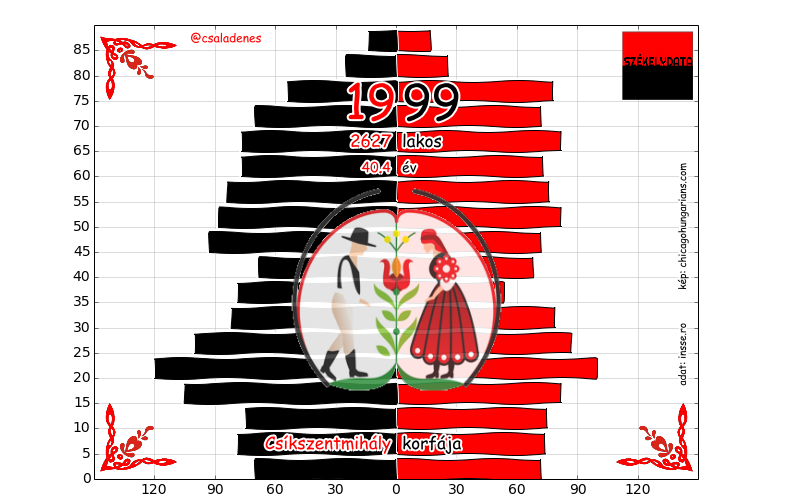 @csaladenes
SZÉKELYDATA
1999
2627 lakos
40.4 év
kép: chicagohungarians.com
adat: insse.ro
Csíkszentmihály korfája
85
80
75
70
65
60
55
50
45
40
35
30
25
20
15
10
5
0
120 90 60 30 0 30 60 90 120